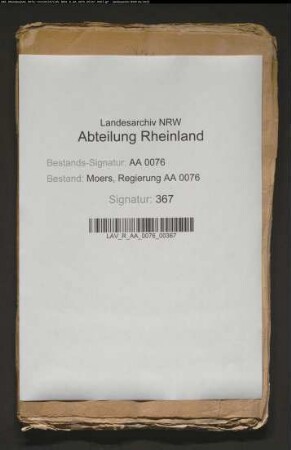 Landesarchiv NRW
Abteilung Rheinland
Bestands-Signatur: AA 0076
Bestand: Moers, Regierung AA 0076
Signatur: 367
LAV_R_AA_0076_00367